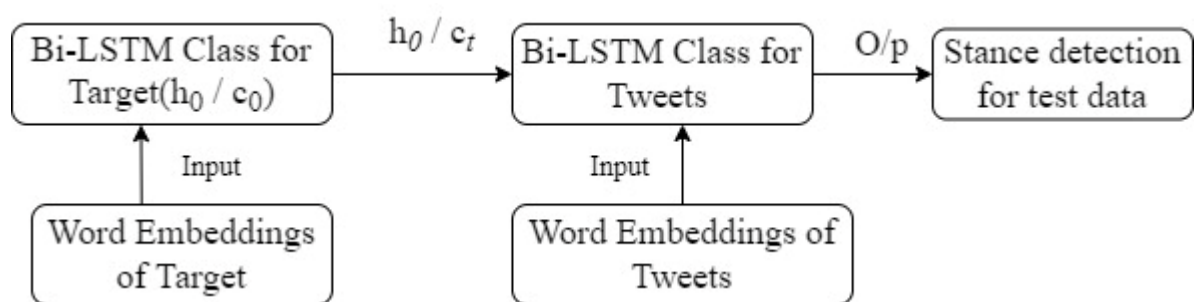 Bi-LSTM Class for
Target(h₀ / c₀)
h₀ / cₜ
Bi-LSTM Class for
Tweets
O/p
Stance detection
for test data
Input
Input
Word Embeddings
of Target
Word Embeddings of
Tweets